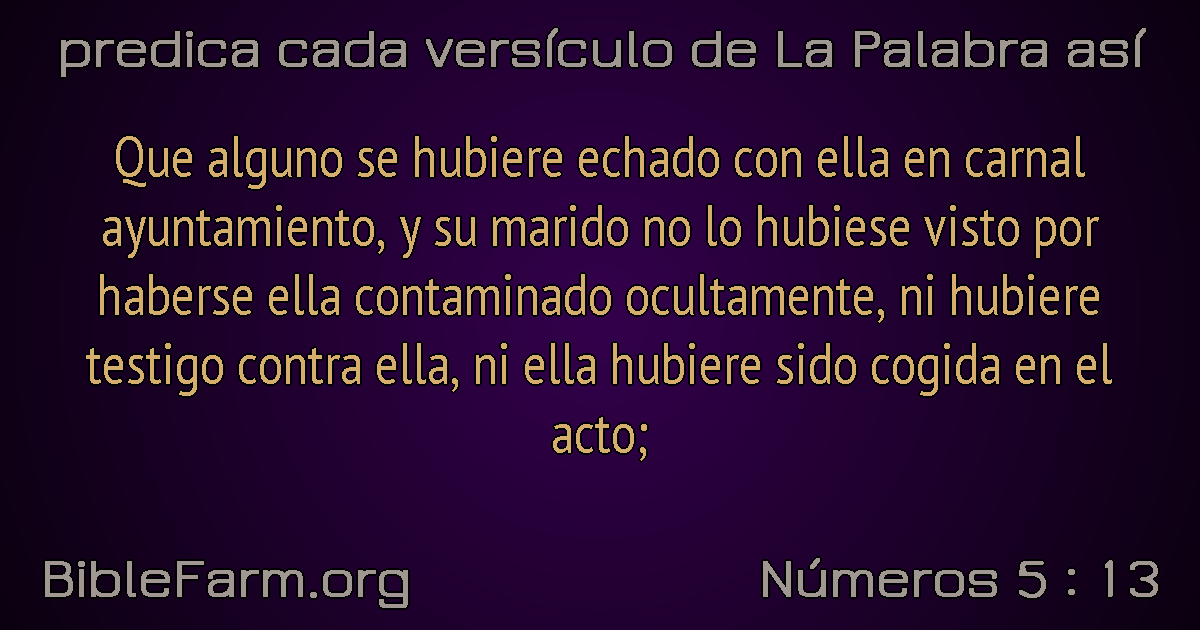 predica cada versículo de La Palabra así
Que alguno se hubiere echado con ella en carnal
ayuntamiento, y su marido no lo hubiese visto por
haberse ella contaminado ocultamente, ni hubiere
testigo contra ella, ni ella hubiere sido cogida en el
acto;
BibleFarm.org
Números 5 : 13